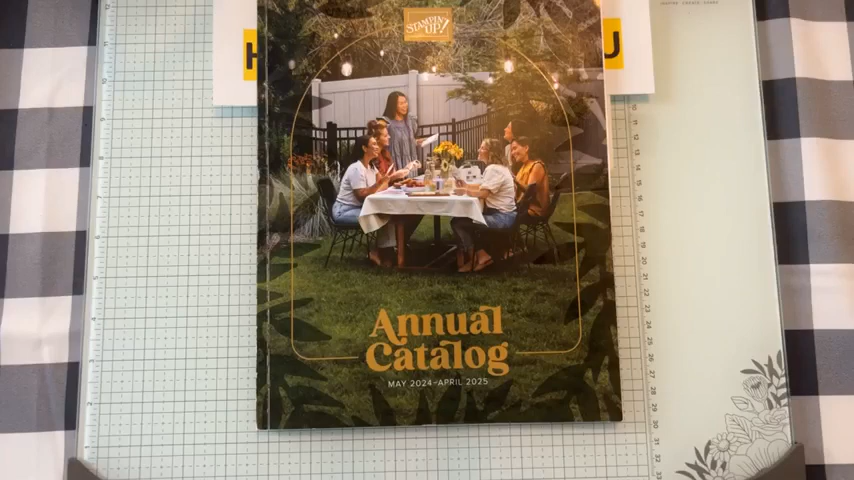 STAMPIN'
UP!
H
U
Annual
Catalog
MAY 2024–APRIL 2025